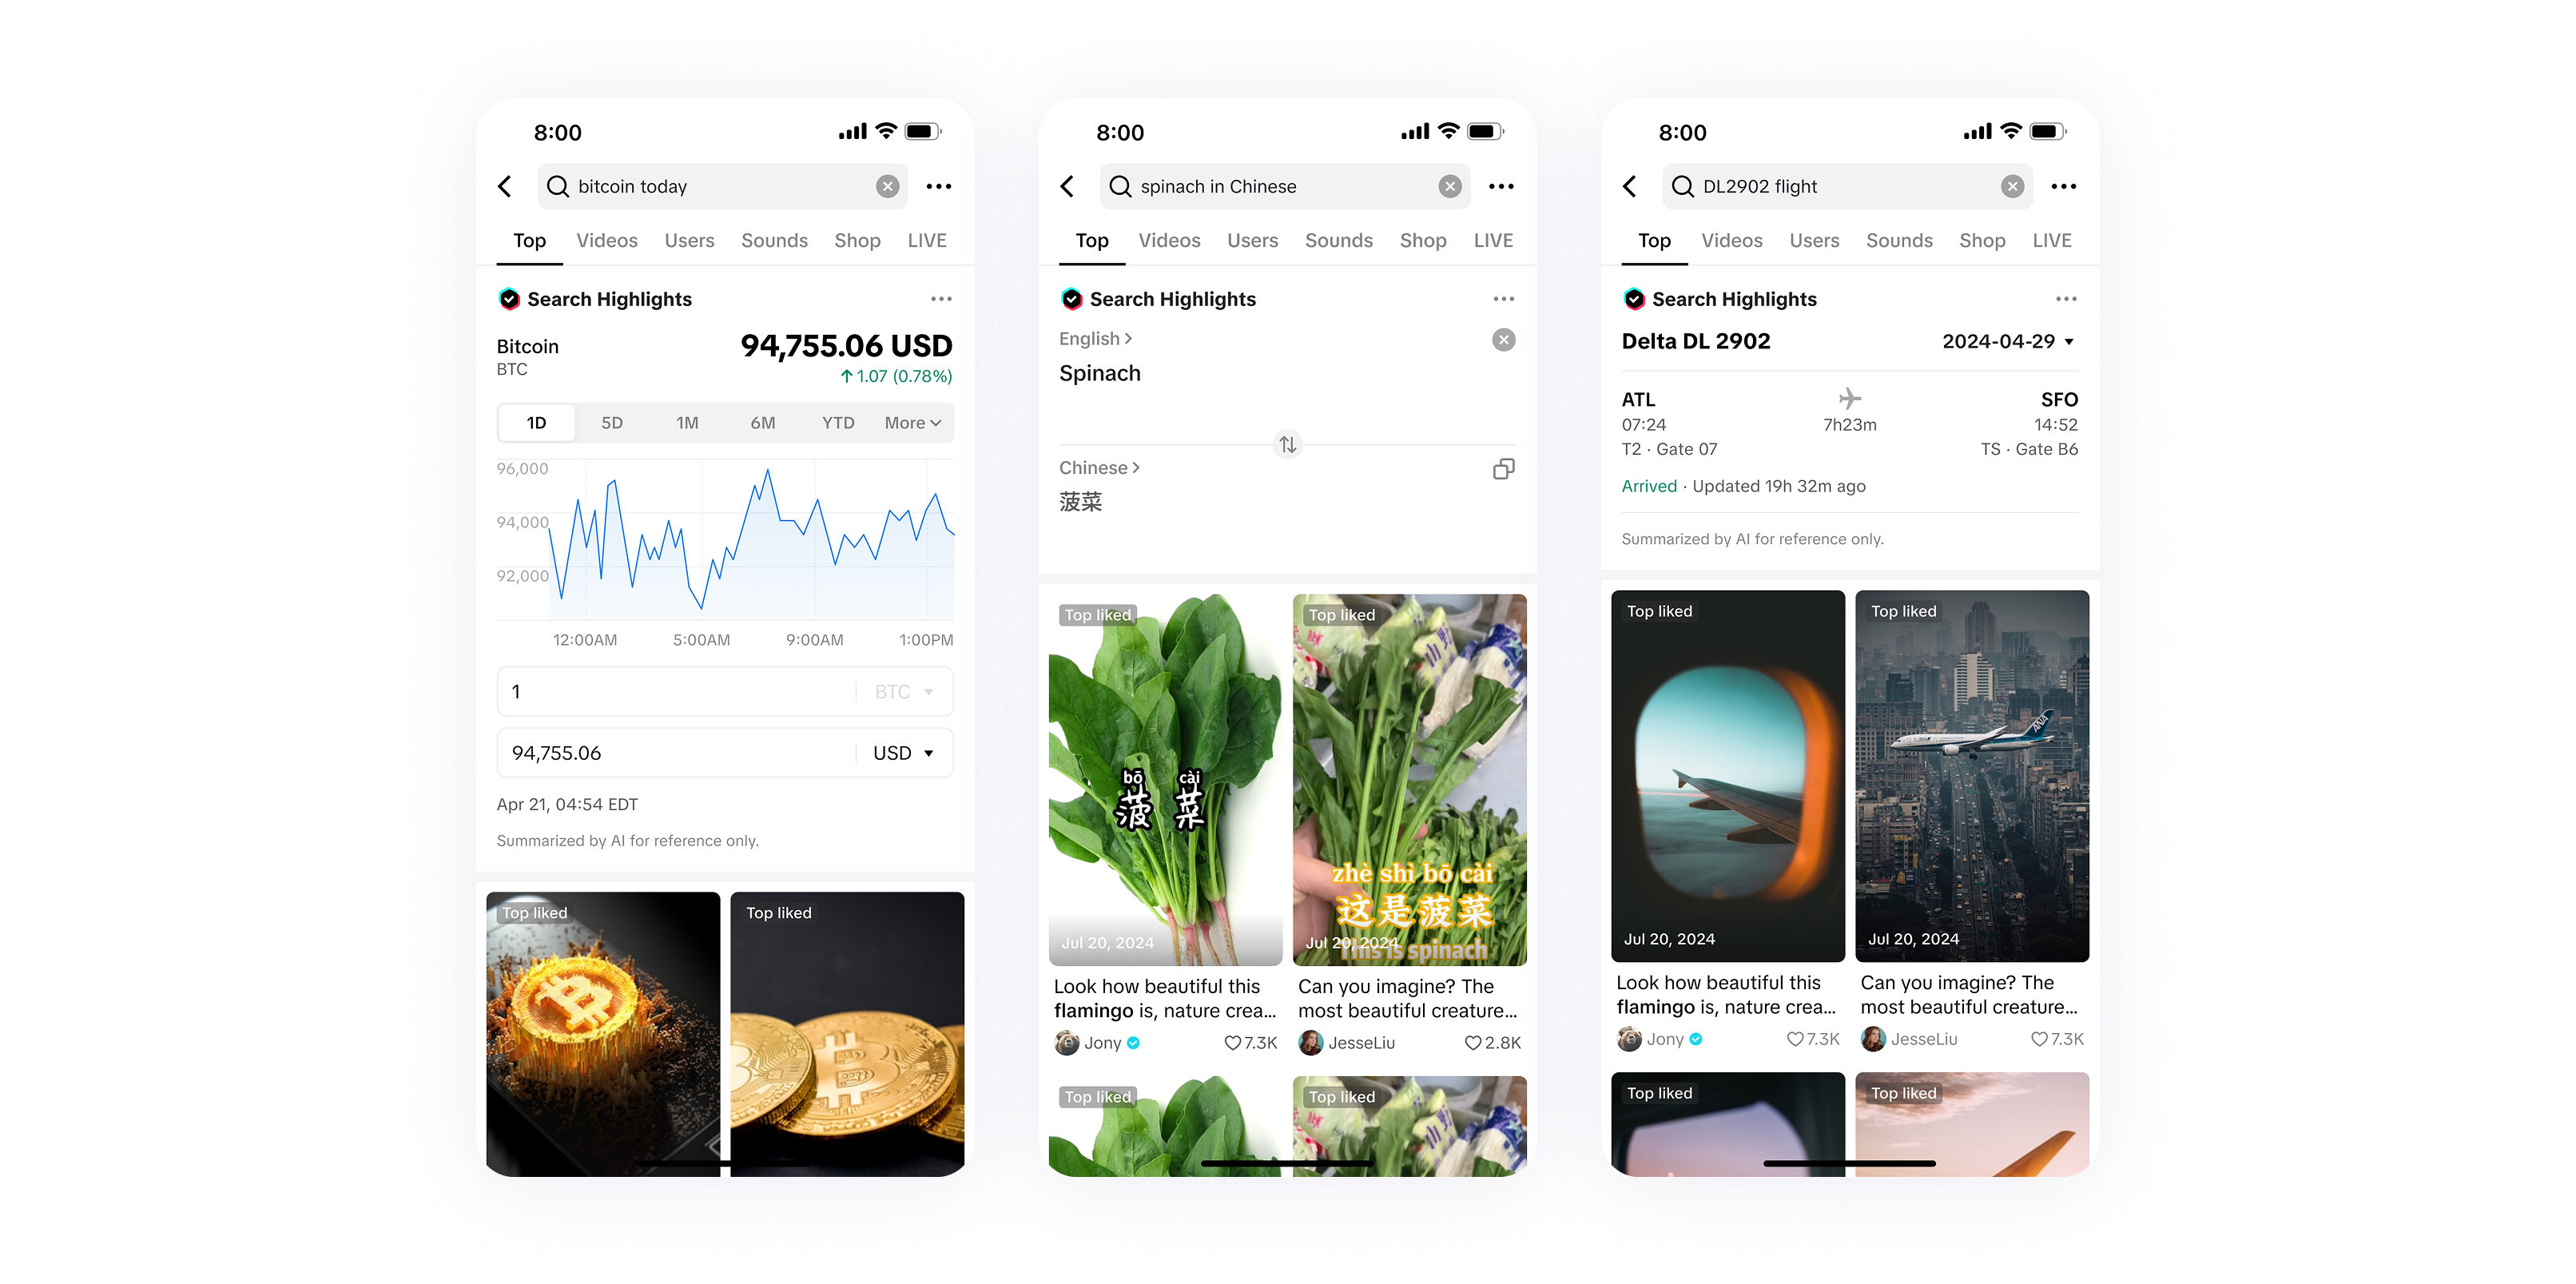 8:00
bitcoin today
Top Videos Users Sounds Shop LIVE
Search Highlights
Bitcoin
94,755.06 USD
BTC
1.07 (0.78%)
1D 5D 1M 6M YTD More
96,000
94,000
92,000
12:00AM 5:00AM 9:00AM 1:00PM
1 BTC
94,755.06 USD
Apr 21, 04:54 EDT
Summarized by AI for reference only.
Top liked
Top liked
8:00
spinach in Chinese
Top Videos Users Sounds Shop LIVE
Search Highlights
English
Spinach
Chinese
菠菜
Top liked
bō cài
菠菜
Jul 20, 2024
Look how beautiful this
flamingo is, nature crea...
Jony 7.3K
Top liked
zhè shì bō cài
这是菠菜
This is spinach
Jul 20, 2024
Can you imagine? The
most beautiful creature...
JesseLiu 2.8K
Top liked
Top liked
8:00
DL2902 flight
Top Videos Users Sounds Shop LIVE
Search Highlights
Delta DL 2902 2024-04-29
ATL SFO
07:24 7h23m 14:52
T2 · Gate 07 TS · Gate B6
Arrived · Updated 19h 32m ago
Summarized by AI for reference only.
Top liked
Jul 20, 2024
Look how beautiful this
flamingo is, nature crea...
Jony 7.3K
Top liked
ANA
Jul 20, 2024
Can you imagine? The
most beautiful creature...
JesseLiu 7.3K
Top liked
Top liked